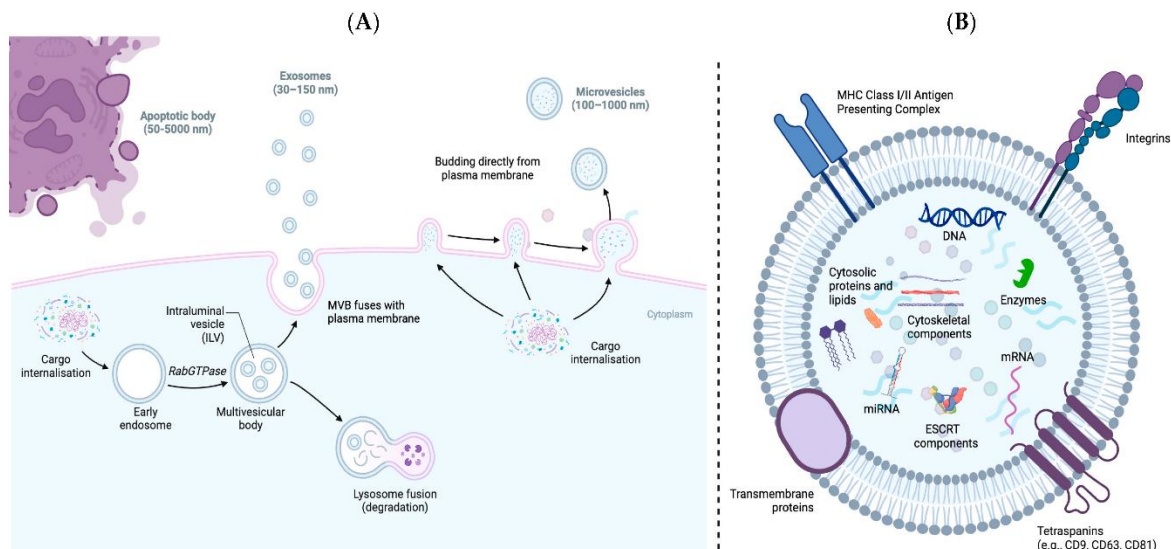 (A)
Apoptotic body
(50-5000 nm)
Exosomes
(30–150 nm)
Microvesicles
(100–1000 nm)
Budding directly from
plasma membrane
MVB fuses with
plasma membrane
Intraluminal
vesicle
(ILV)
Cytoplasm
Cargo
internalisation
RabGTPase
Early
endosome
Multivesicular
body
Cargo
internalisation
Lysosome fusion
(degradation)
(B)
MHC Class I/II Antigen
Presenting Complex
Integrins
DNA
Cytosolic
proteins and
lipids
Enzymes
Cytoskeletal
components
mRNA
miRNA
ESCRT
components
Transmembrane
proteins
Tetraspanins
(e.g., CD9, CD63, CD81)